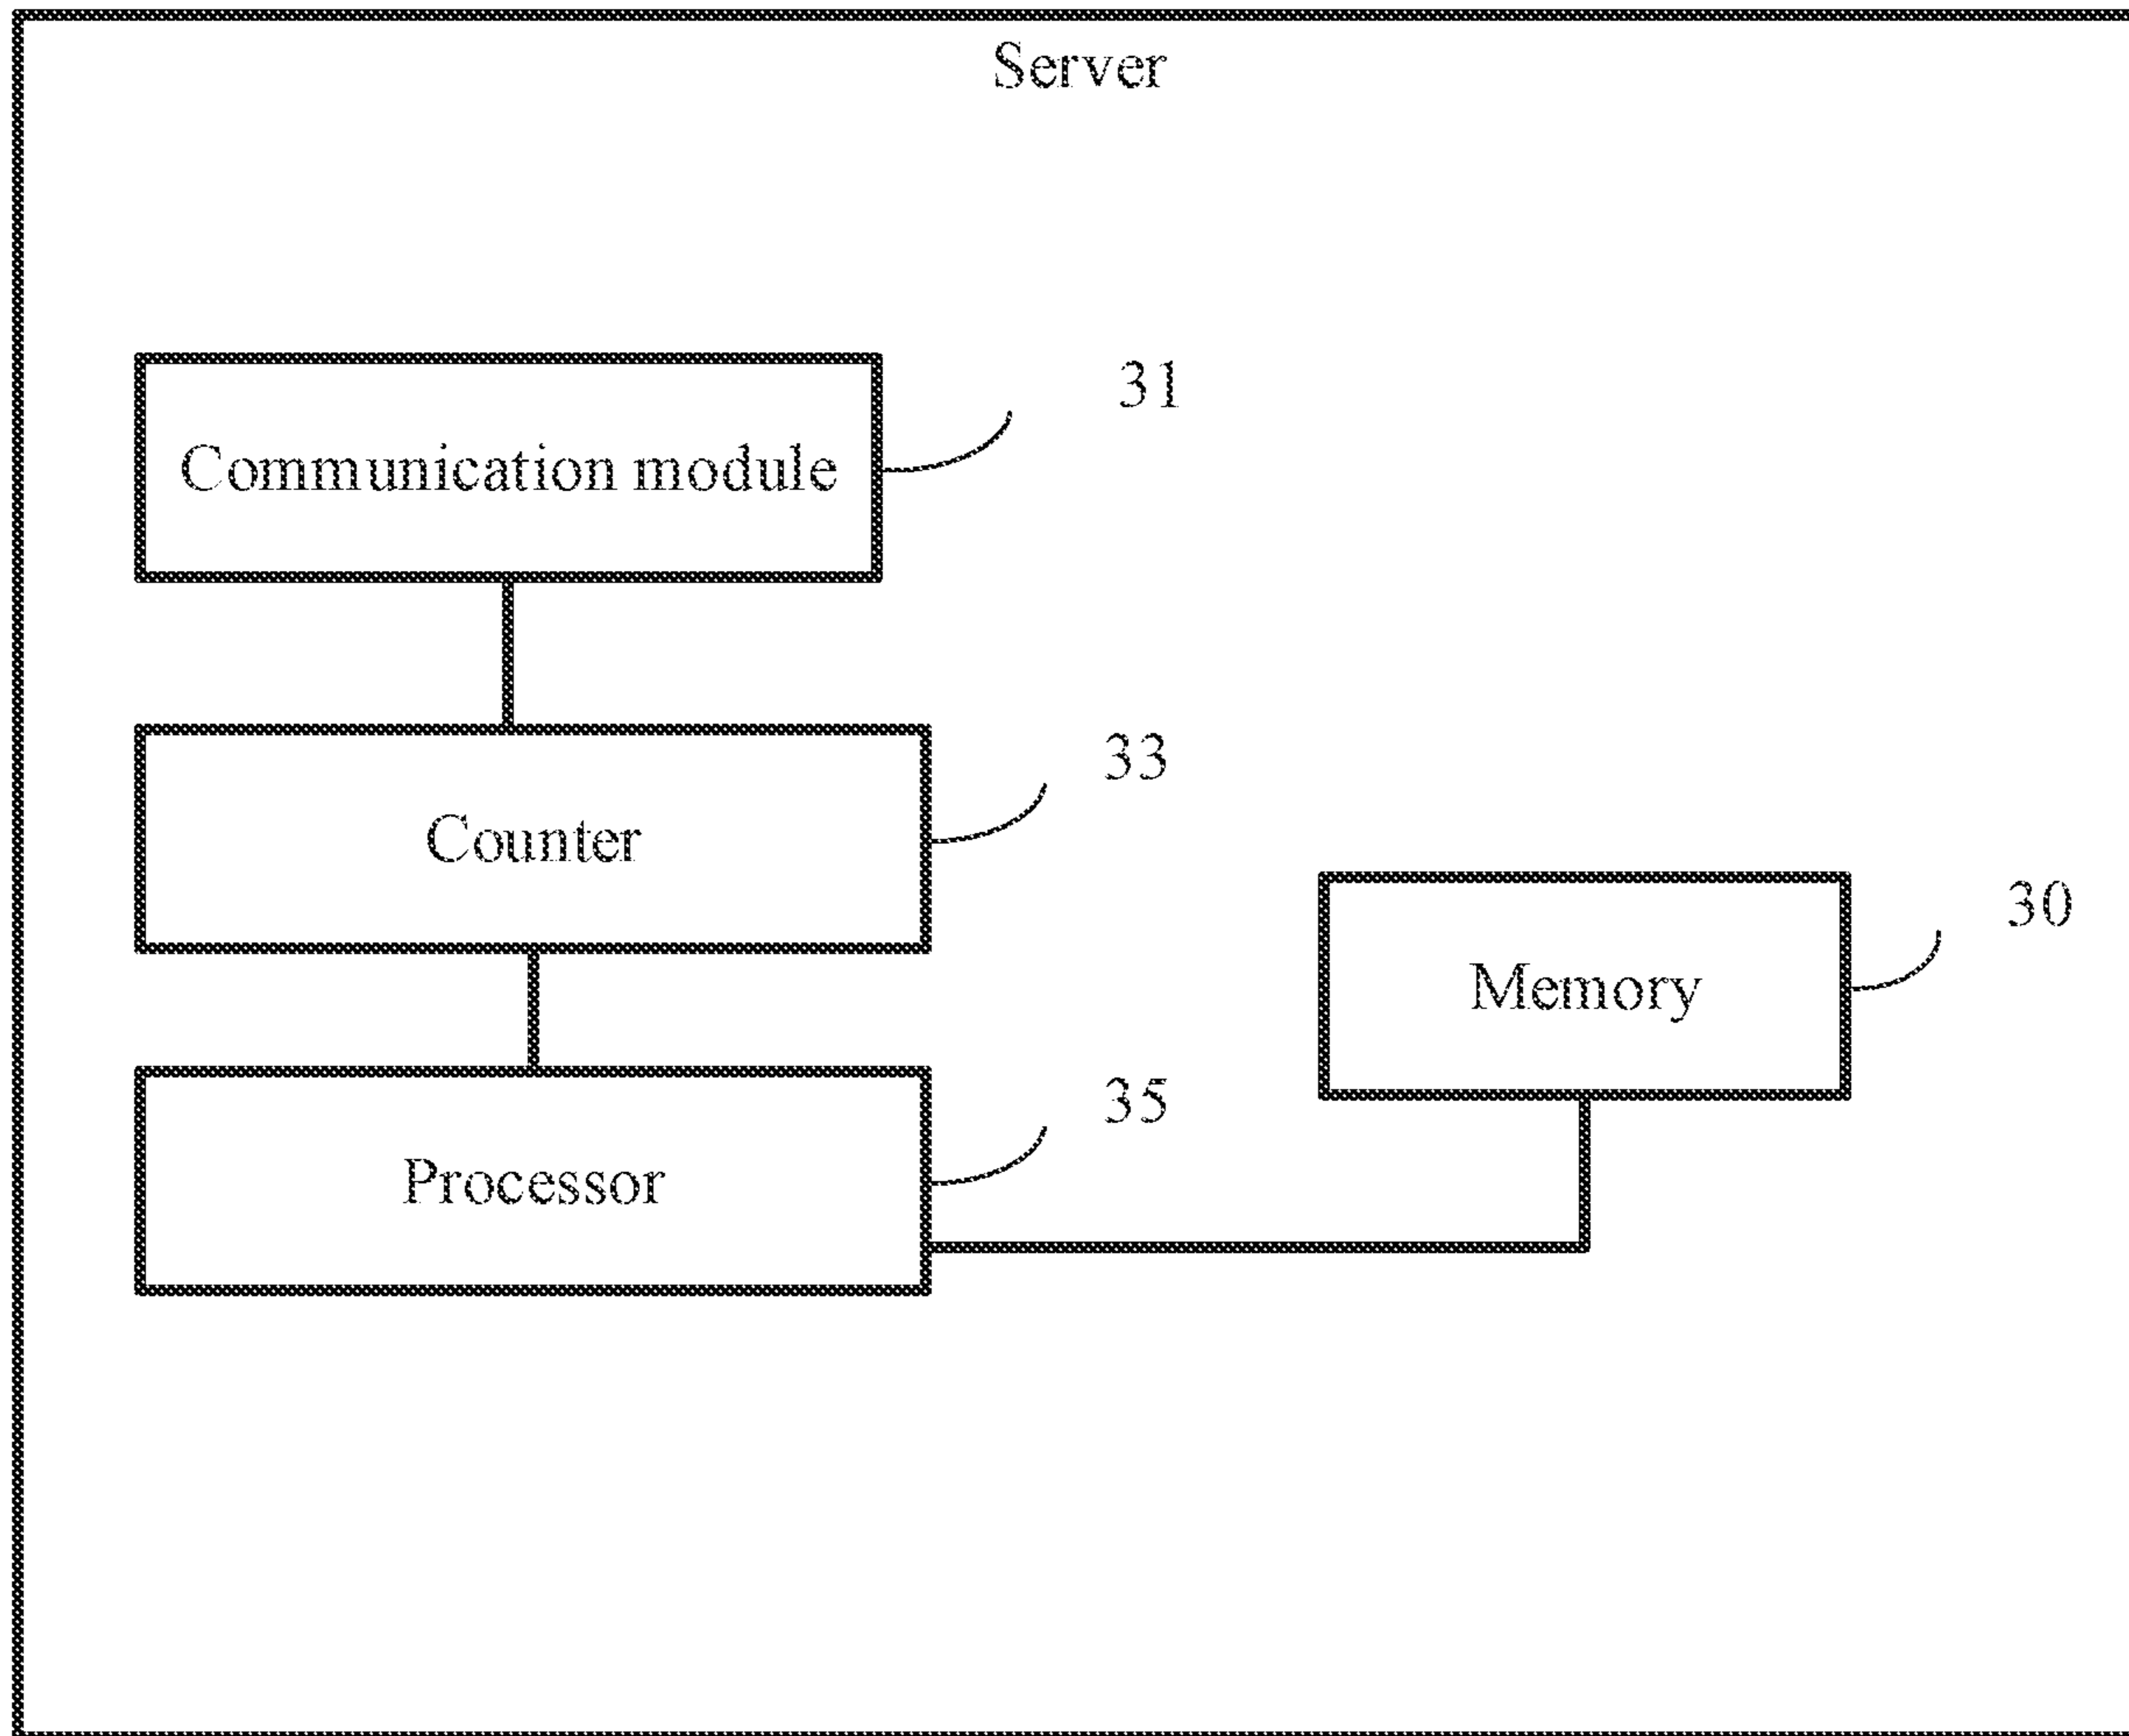 Server
31
Communication module
33
Counter
30
Memory
35
Processor